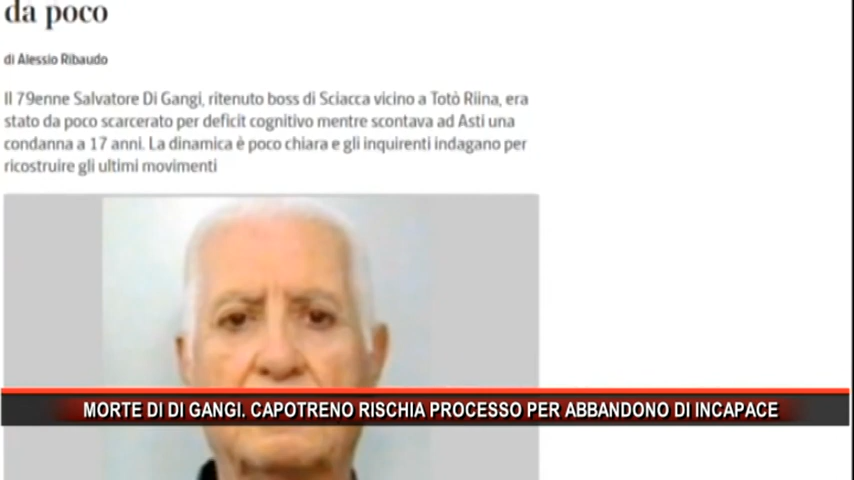 da poco
di Alessio Ribaudo
Il 79enne Salvatore Di Gangi, ritenuto boss di Sciacca vicino a Totò Riina, era
stato da poco scarcerato per deficit cognitivo mentre scontava ad Asti una
condanna a 17 anni. La dinamica è poco chiara e gli inquirenti indagano per
ricostruire gli ultimi movimenti
MORTE DI DI GANGI. CAPOTRENO RISCHIA PROCESSO PER ABBANDONO DI INCAPACE